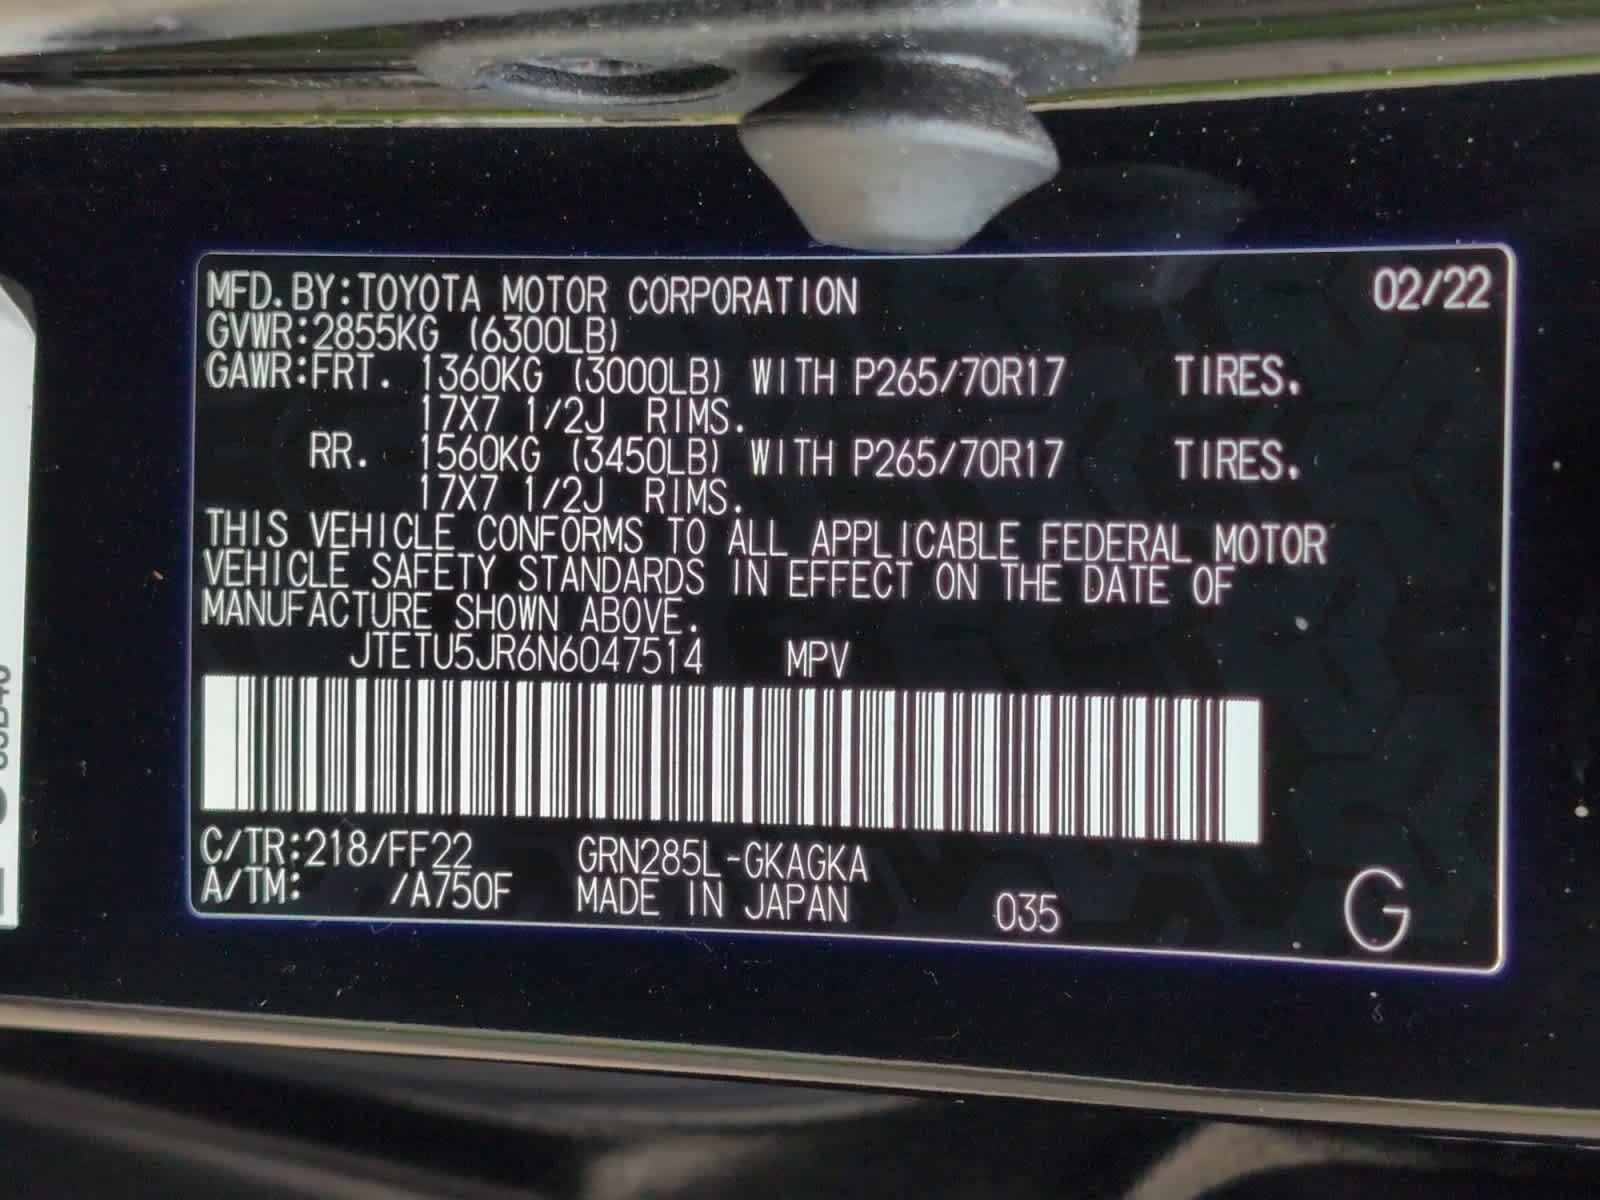 MFD.BY:TOYOTA MOTOR CORPORATION 02/22
GVWR:2855KG (6300LB)
GAWR:FRT. 1360KG (3000LB) WITH P265/70R17 TIRES.
17X7 1/2J RIMS.
RR. 1560KG (3450LB) WITH P265/70R17 TIRES.
17X7 1/2J RIMS.
THIS VEHICLE CONFORMS TO ALL APPLICABLE FEDERAL MOTOR
VEHICLE SAFETY STANDARDS IN EFFECT ON THE DATE OF
MANUFACTURE SHOWN ABOVE.
JTETU5JR6N6047514 MPV
C/TR:218/FF22 GRN285L-GKAGKA
A/TM: /A750F MADE IN JAPAN 035 G